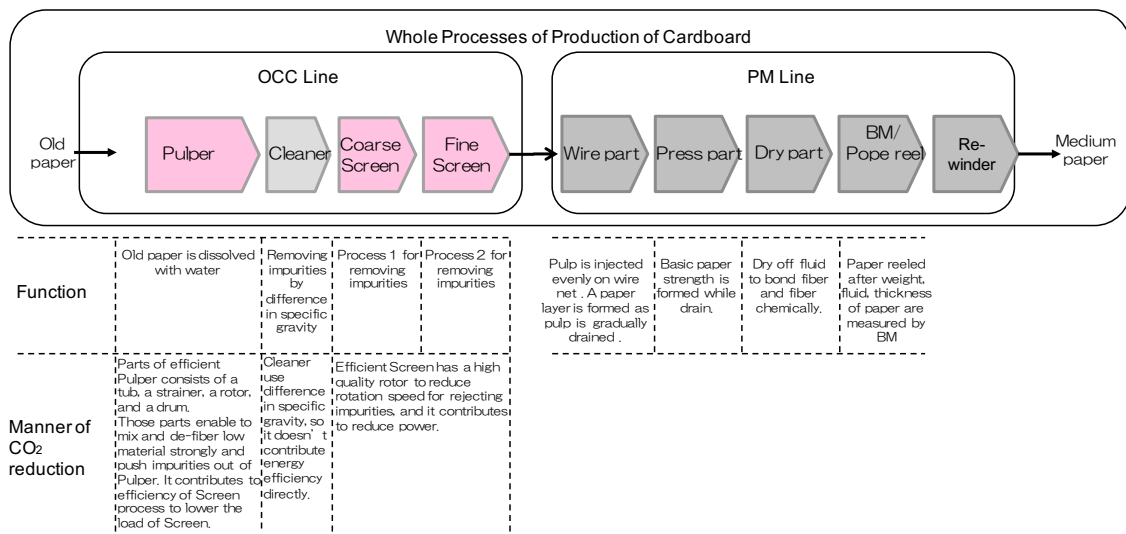 Whole Processes of Production of Cardboard
OCC Line
PM Line
Old
paper
Pulper
Cleaner
Coarse
Screen
Fine
Screen
Wire part
Press part
Dry part
BM/
Pope reel
Re-
winder
Medium
paper
Function
Old paper is dissolved
with water
Removing
impurities
by
difference
in specific
gravity
Process 1 for
removing
impurities
Process 2 for
removing
impurities
Pulp is injected
evenly on wire
net . A paper
layer is formed as
pulp is gradually
drained .
Basic paper
strength is
formed while
drain.
Dry off fluid
to bond fiber
and fiber
chemically.
Paper reeled
after weight,
fluid, thickness
of paper are
measured by
BM
Manner of
CO2
reduction
Parts of efficient
Pulper consists of a
tub, a strainer, a rotor,
and a drum.
Those parts enable to
mix and de-fiber low
material strongly and
push impurities out of
Pulper. It contributes to
efficiency of Screen
process to lower the
load of Screen.
Cleaner
use
difference
in specific
gravity, so
it doesn’t
contribute
energy
efficiency
directly.
Efficient Screen has a high
quality rotor to reduce
rotation speed for rejecting
impurities, and it contributes
to reduce power.